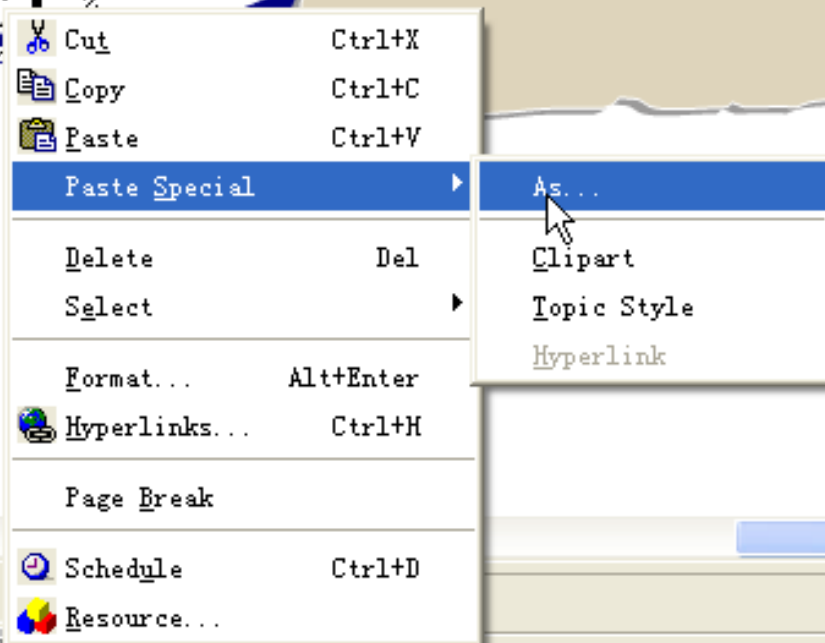 Cut Ctrl+X
Copy Ctrl+C
Paste Ctrl+V
Paste Special
As...
Clipart
Topic Style
Hyperlink
Delete Del
Select
Format... Alt+Enter
Hyperlinks... Ctrl+H
Page Break
Schedule Ctrl+D
Resource...